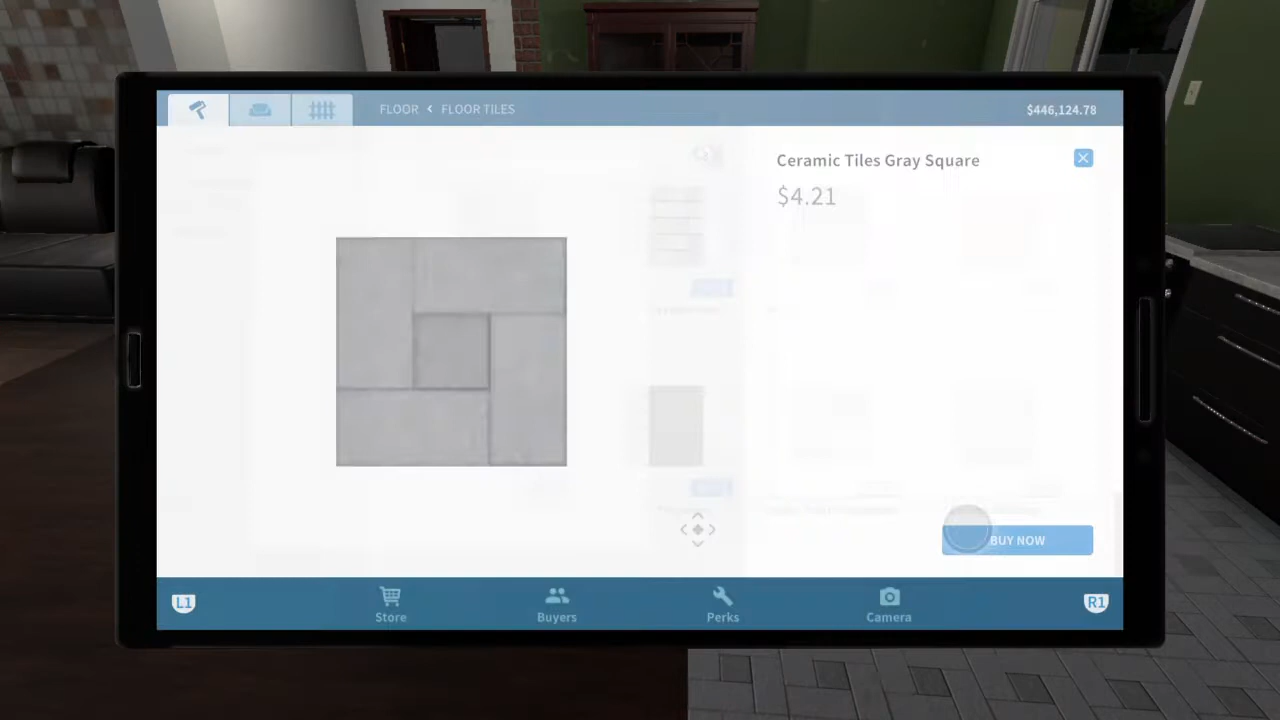 FLOOR < FLOOR TILES
$446,124.78
Ceramic Tiles Gray Square
$4.21
BUY NOW
L1
Store
Buyers
Perks
Camera
R1